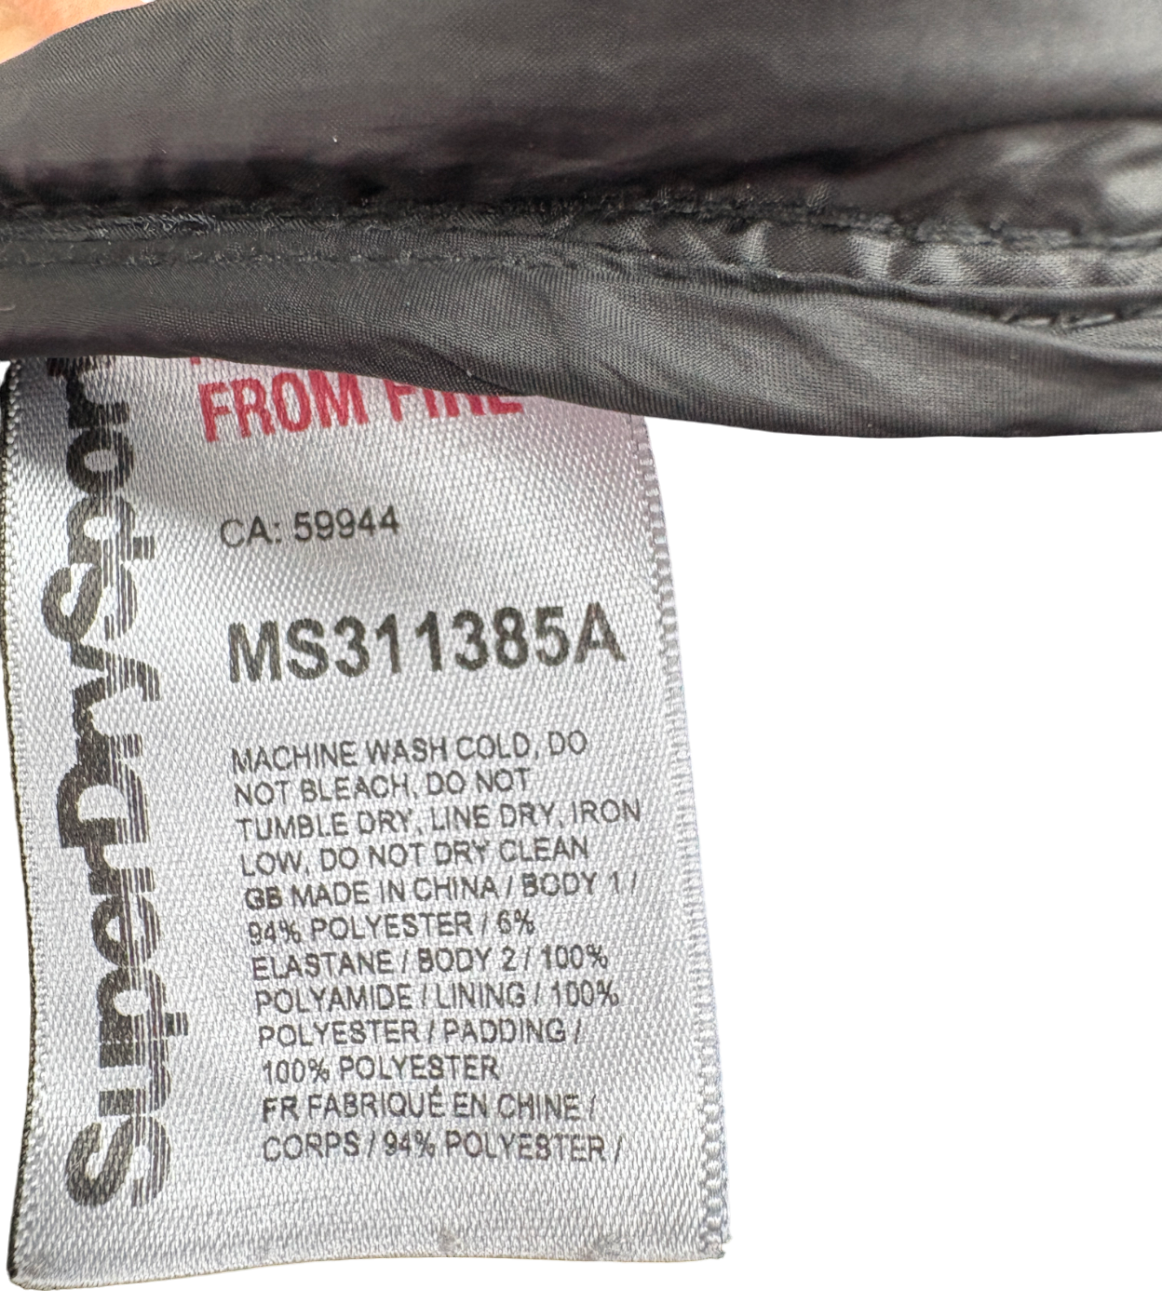 FROM FIRE
CA: 59944
MS311385A
MACHINE WASH COLD, DO
NOT BLEACH, DO NOT
TUMBLE DRY, LINE DRY, IRON
LOW, DO NOT DRY CLEAN
GB MADE IN CHINA / BODY 1 /
94% POLYESTER / 6%
ELASTANE / BODY 2 / 100%
POLYAMIDE / LINING / 100%
POLYESTER / PADDING /
100% POLYESTER
FR FABRIQUÉ EN CHINE /
CORPS / 94% POLYESTER /
SuperDrySport